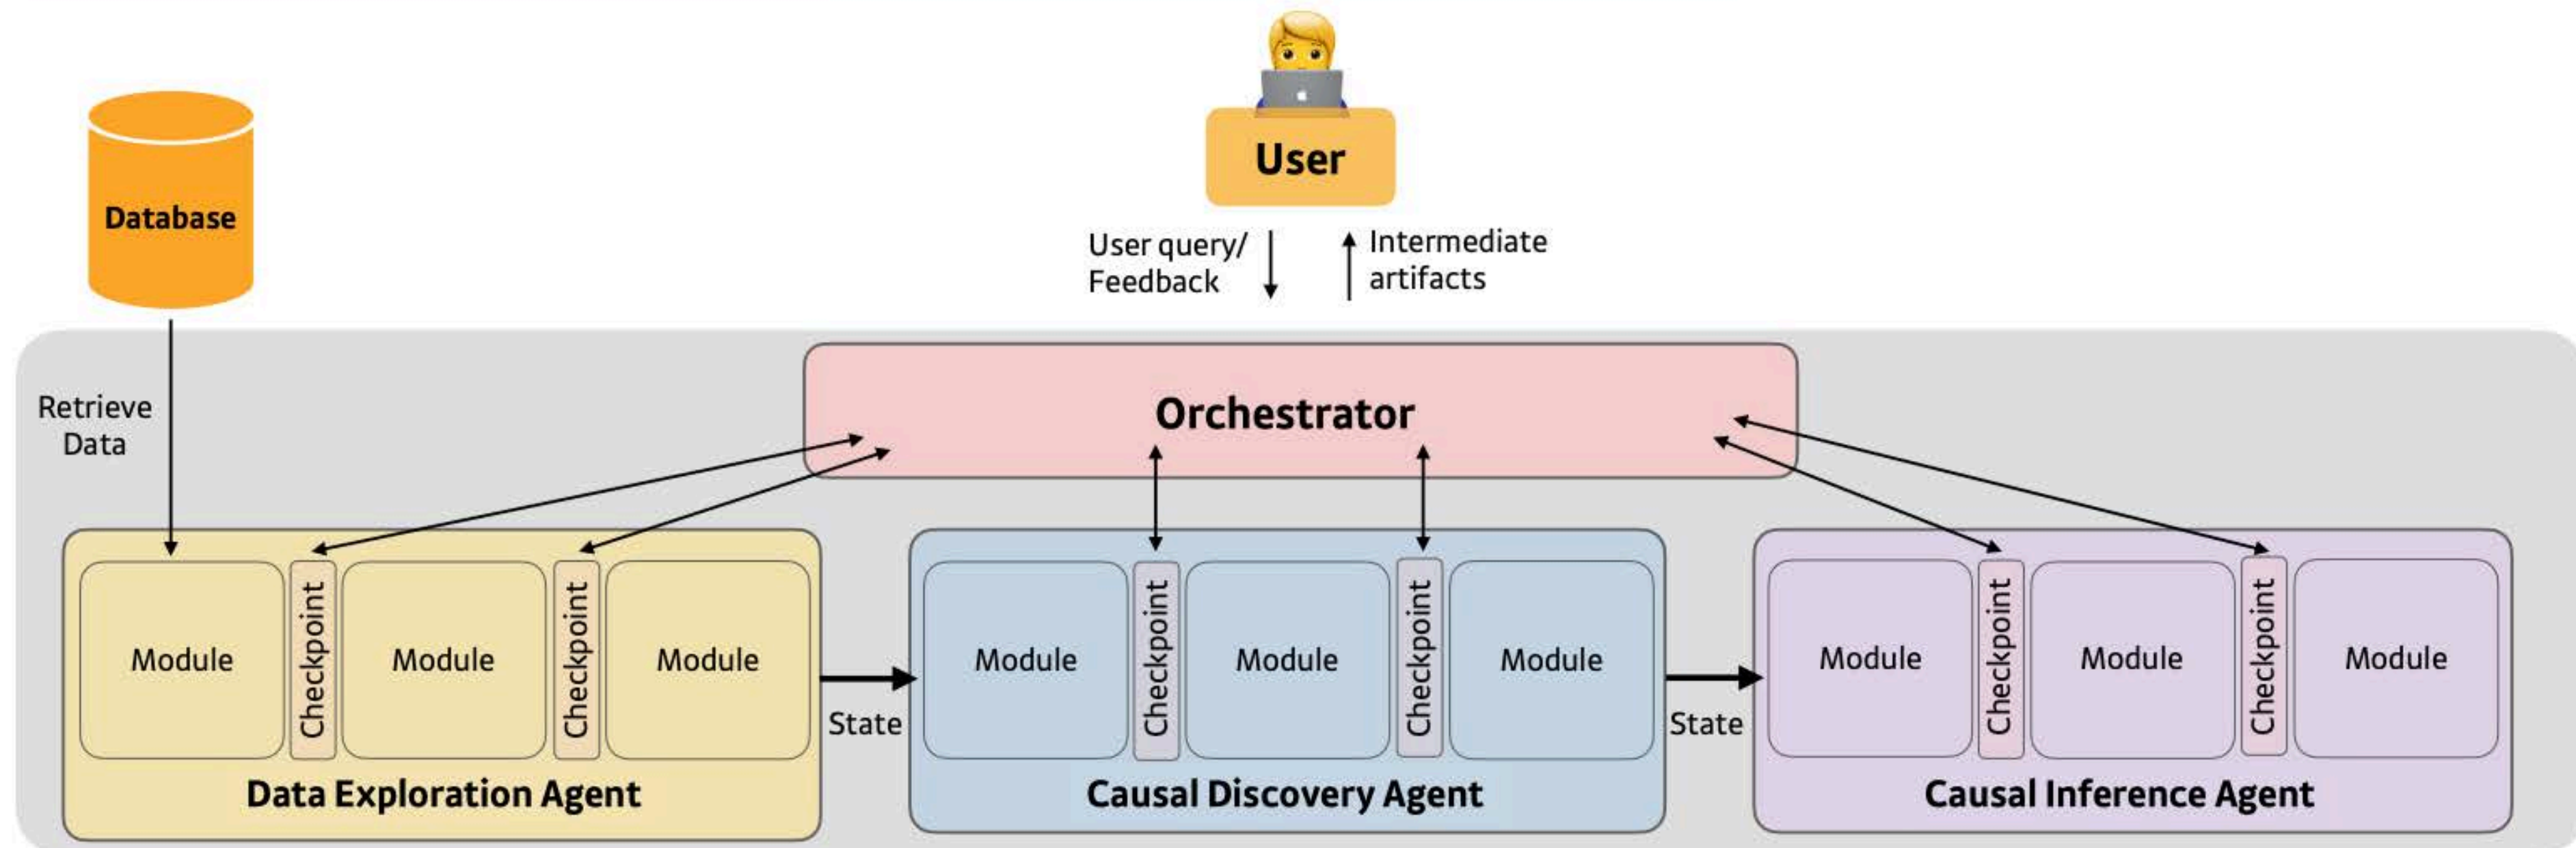 Database
User
User query/
Feedback
Intermediate
artifacts
Retrieve
Data
Orchestrator
Module
Checkpoint
Module
Checkpoint
Module
Data Exploration Agent
State
Module
Checkpoint
Module
Checkpoint
Module
Causal Discovery Agent
State
Module
Checkpoint
Module
Checkpoint
Module
Causal Inference Agent